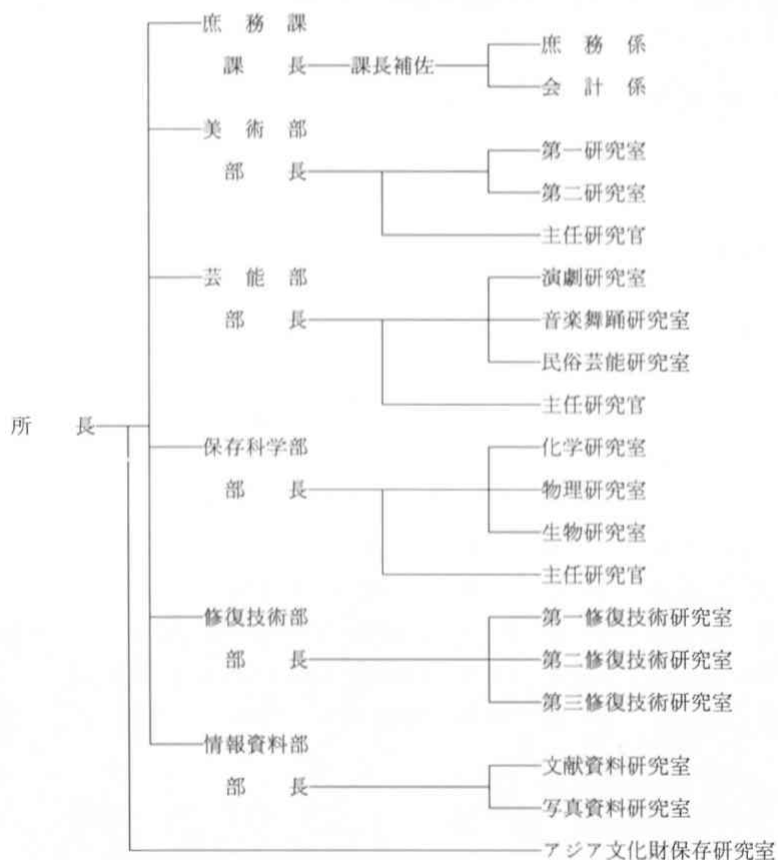 庶務課
庶務係
課長
課長補佐
会計係
美術部
第一研究室
部長
第二研究室
主任研究官
芸能部
演劇研究室
部長
音楽舞踊研究室
民俗芸能研究室
主任研究官
所長
保存科学部
化学研究室
部長
物理研究室
生物研究室
主任研究官
修復技術部
第一修復技術研究室
部長
第二修復技術研究室
第三修復技術研究室
情報資料部
文献資料研究室
部長
写真資料研究室
アジア文化財保存研究室